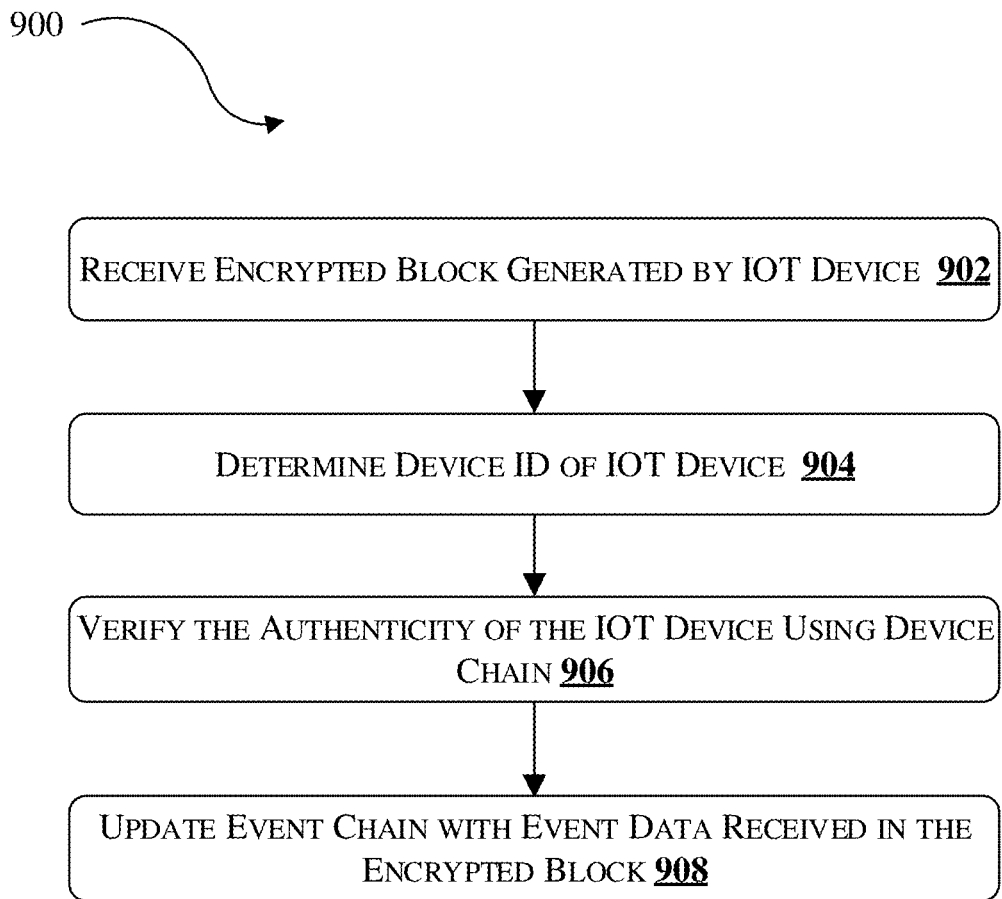 900
RECEIVE ENCRYPTED BLOCK GENERATED BY IOT DEVICE 902
DETERMINE DEVICE ID OF IOT DEVICE 904
VERIFY THE AUTHENTICITY OF THE IOT DEVICE USING DEVICE
CHAIN 906
UPDATE EVENT CHAIN WITH EVENT DATA RECEIVED IN THE
ENCRYPTED BLOCK 908